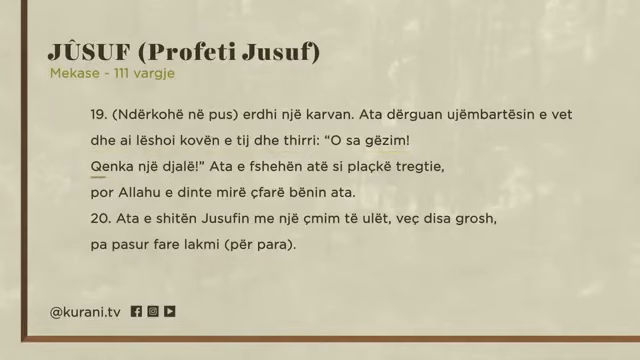 JÛSUF (Profeti Jusuf)
Mekase - 111 vargje
19. (Ndërkohë në pus) erdhi një karvan. Ata dërguan ujëmbartësin e vet
dhe ai lëshoi kovën e tij dhe thirri: “O sa gëzim!
Qenka një djalë!” Ata e fshehën atë si plaçkë tregtie,
por Allahu e dinte mirë çfarë bënin ata.
20. Ata e shitën Jusufin me një çmim të ulët, veç disa grosh,
pa pasur fare lakmi (për para).
@kurani.tv